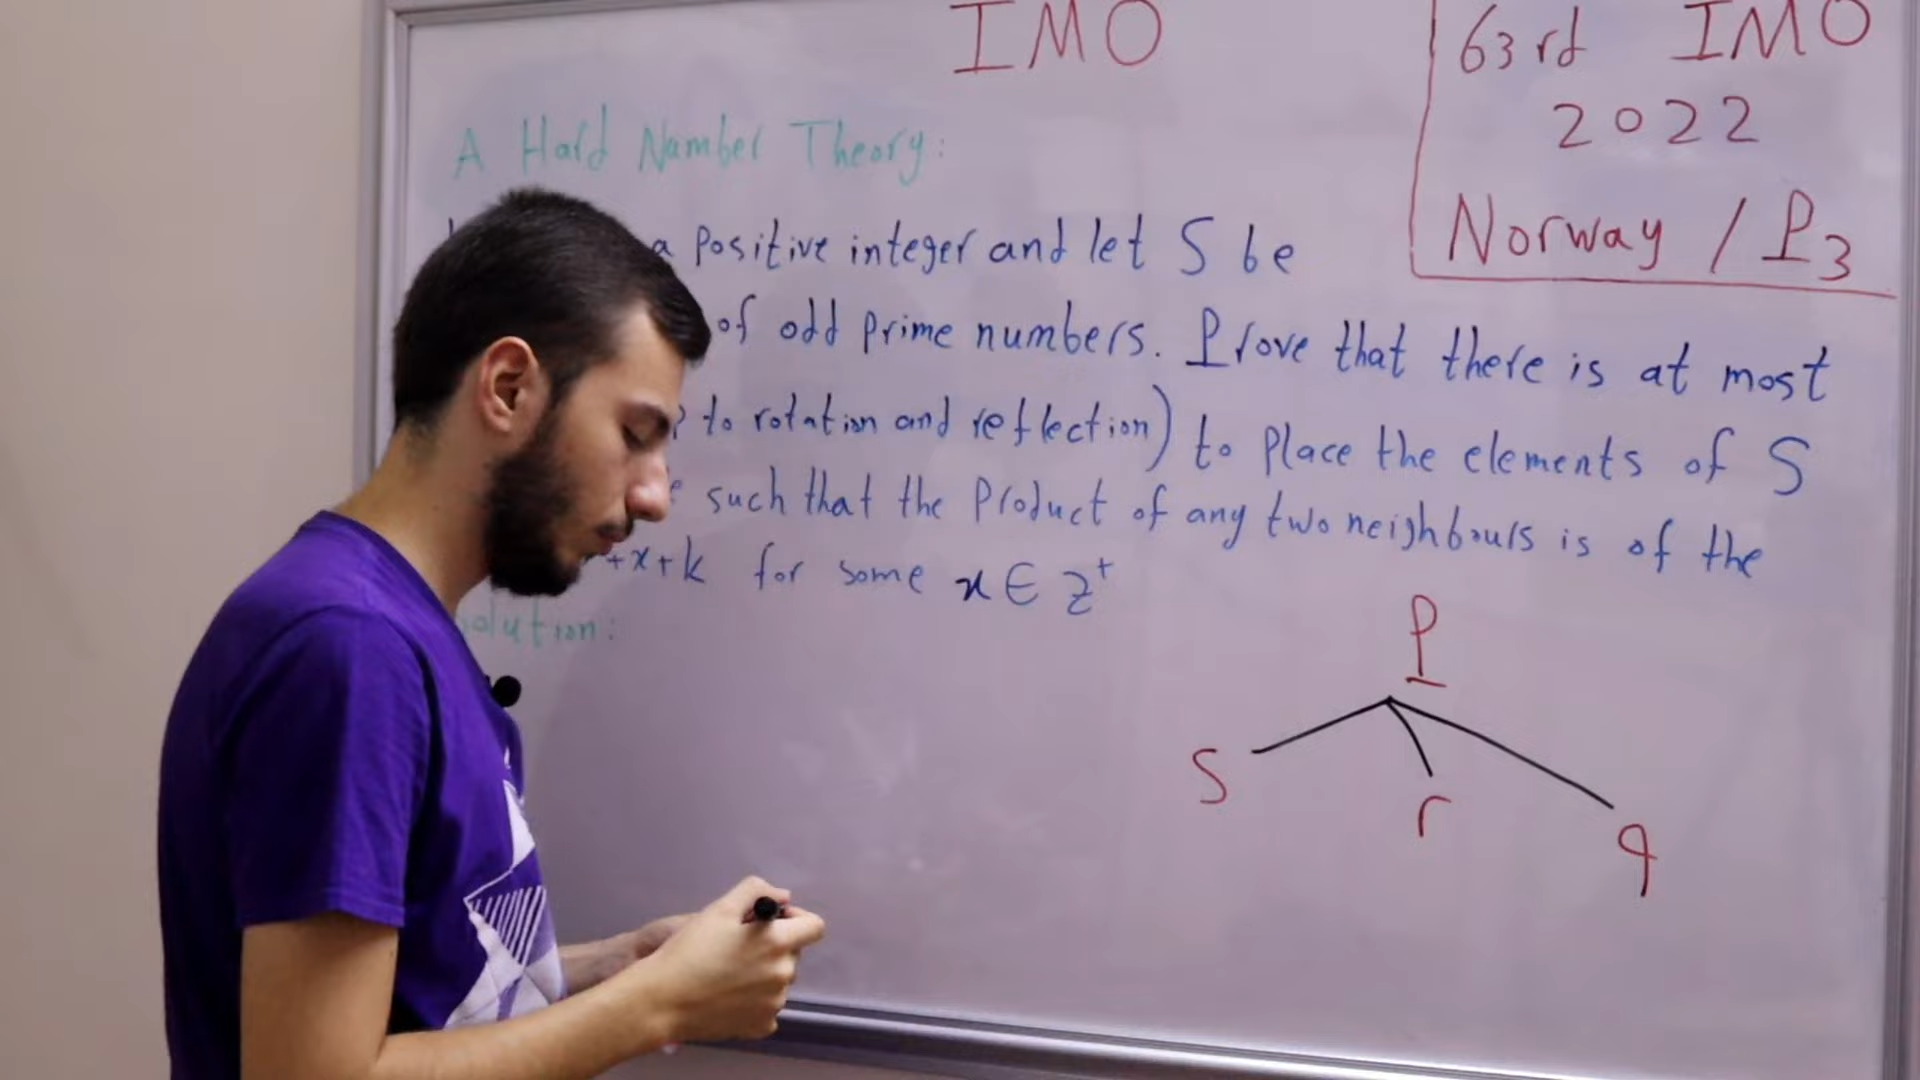 IMO
63rd IMO
2022
Norway / P3
A Hard Number Theory:
a positive integer and let S be
of odd prime numbers. Prove that there is at most
to rotation and reflection) to place the elements of S
such that the product of any two neighbours is of the
+x+k for some x ∈ Z+
solution:
P
S
r
q